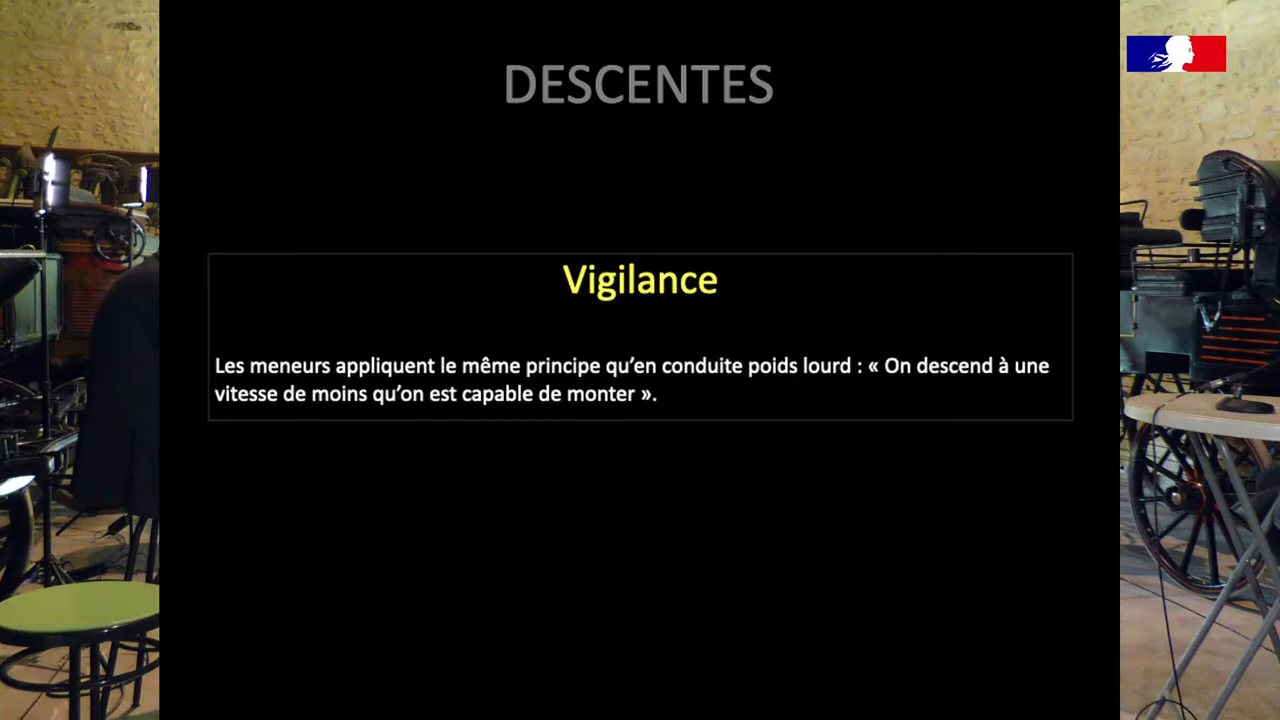 DESCENTES
Vigilance
Les meneurs appliquent le même principe qu’en conduite poids lourd : « On descend à une
vitesse de moins qu’on est capable de monter ».